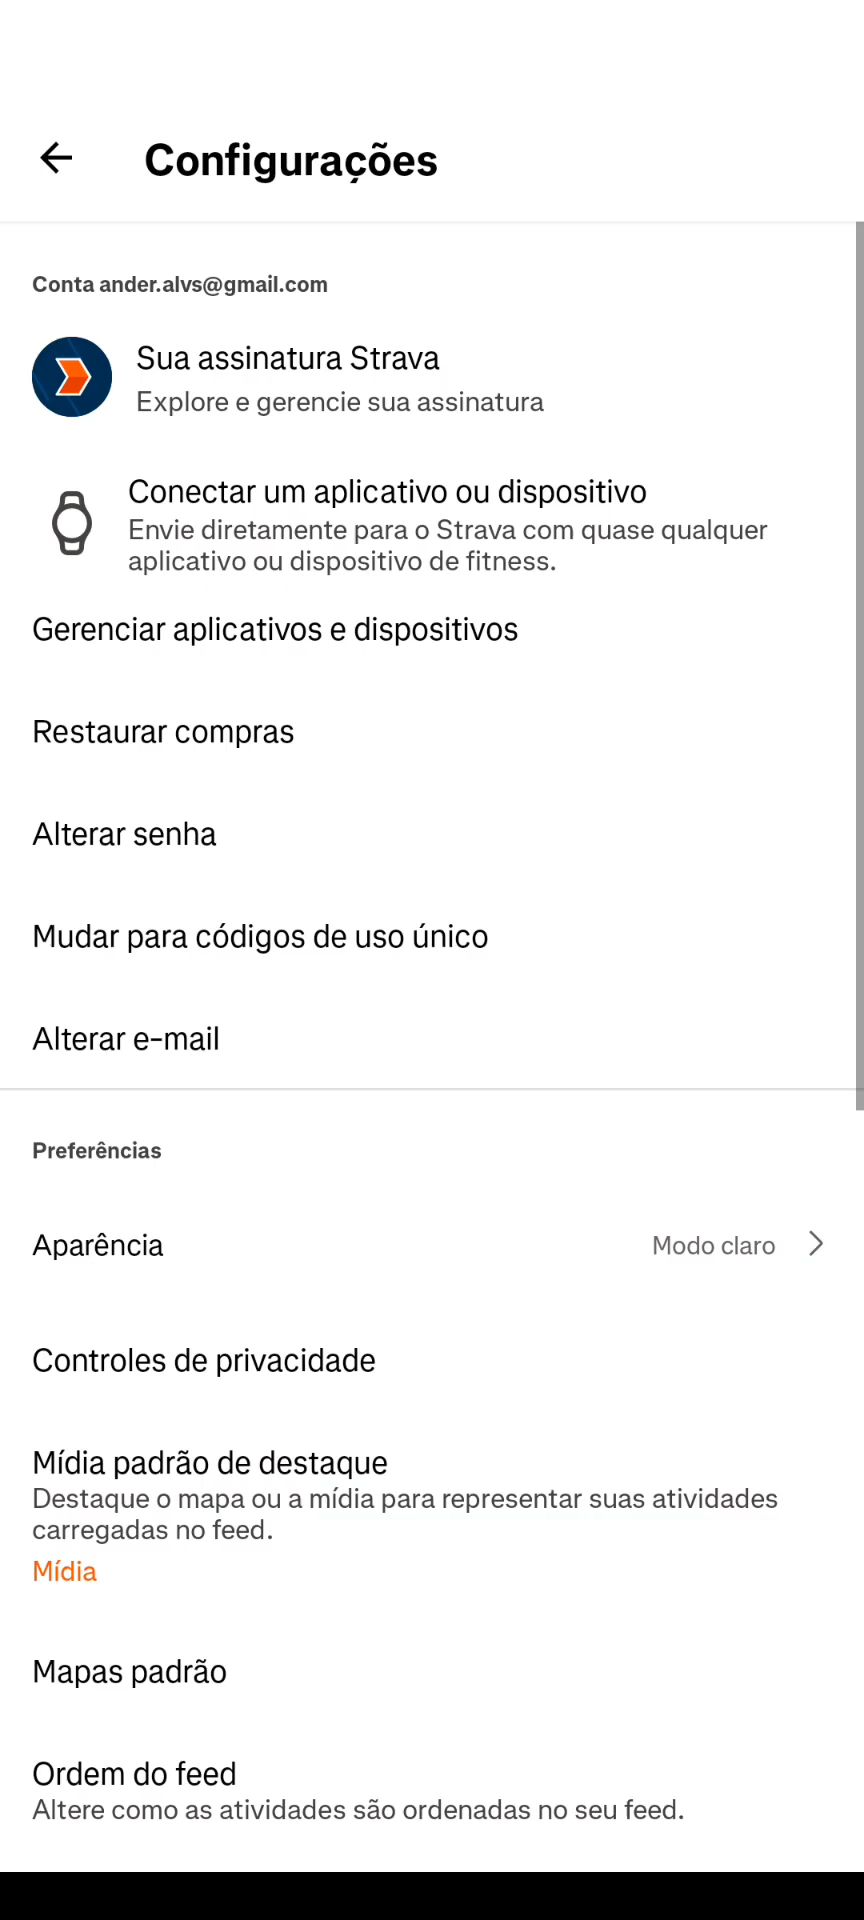 Configurações
Conta ander.alvs@gmail.com
Sua assinatura Strava
Explore e gerencie sua assinatura
Conectar um aplicativo ou dispositivo
Envie diretamente para o Strava com quase qualquer
aplicativo ou dispositivo de fitness.
Gerenciar aplicativos e dispositivos
Restaurar compras
Alterar senha
Mudar para códigos de uso único
Alterar e-mail
Preferências
Aparência Modo claro
Controles de privacidade
Mídia padrão de destaque
Destaque o mapa ou a mídia para representar suas atividades
carregadas no feed.
Mídia
Mapas padrão
Ordem do feed
Altere como as atividades são ordenadas no seu feed.